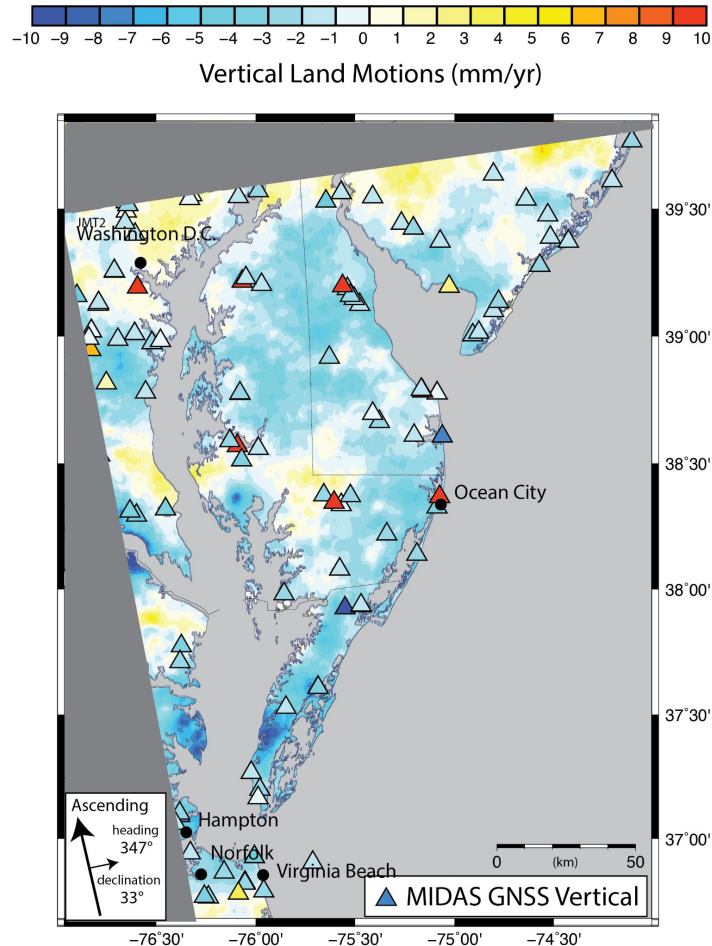 −10 −9 −8 −7 −6 −5 −4 −3 −2 −1 0 1 2 3 4 5 6 7 8 9 10
Vertical Land Motions (mm/yr)
JMT2
Washington D.C.
39°30'
39°00'
Ocean City
38°30'
38°00'
37°30'
Ascending
heading
347°
declination
33°
Hampton
37°00'
Norfolk
Virginia Beach
0 (km) 50
MIDAS GNSS Vertical
−76°30' −76°00' −75°30' −75°00' −74°30'